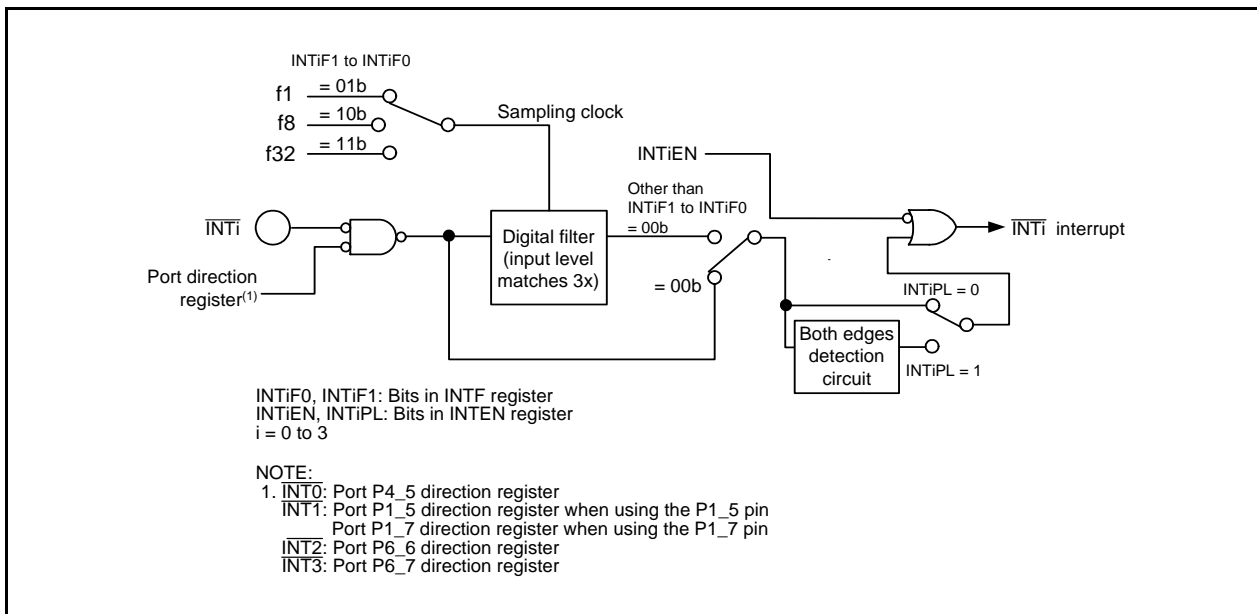 INTiF1 to INTiF0
f1
= 01b
f8
= 10b
f32
= 11b
Sampling clock
INTiEN
Other than
INTiF1 to INTiF0
= 00b
INTi
Digital filter
(input level
matches 3x)
INTi interrupt
Port direction
register(1)
= 00b
INTiPL = 0
Both edges
detection
circuit
INTiPL = 1
INTiF0, INTiF1: Bits in INTF register
INTiEN, INTiPL: Bits in INTEN register
i = 0 to 3
NOTE:
1. INT0: Port P4_5 direction register
INT1: Port P1_5 direction register when using the P1_5 pin
Port P1_7 direction register when using the P1_7 pin
INT2: Port P6_6 direction register
INT3: Port P6_7 direction register